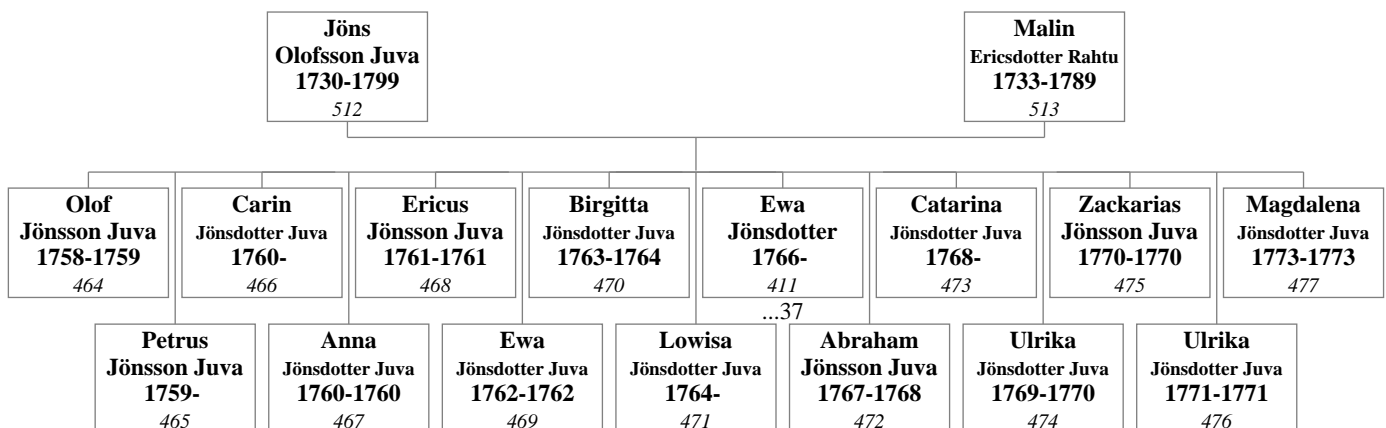 Jöns
Olofsson Juva
1730-1799
512
Malin
Ericsdotter Rahtu
1733-1789
513
Olof
Jönsson Juva
1758-1759
464
Carin
Jönsdotter Juva
1760-
466
Ericus
Jönsson Juva
1761-1761
468
Birgitta
Jönsdotter Juva
1763-1764
470
Ewa
Jönsdotter
1766-
411
...37
Catarina
Jönsdotter Juva
1768-
473
Zackarias
Jönsson Juva
1770-1770
475
Magdalena
Jönsdotter Juva
1773-1773
477
Petrus
Jönsson Juva
1759-
465
Anna
Jönsdotter Juva
1760-1760
467
Ewa
Jönsdotter Juva
1762-1762
469
Lowisa
Jönsdotter Juva
1764-
471
Abraham
Jönsson Juva
1767-1768
472
Ulrika
Jönsdotter Juva
1769-1770
474
Ulrika
Jönsdotter Juva
1771-1771
476